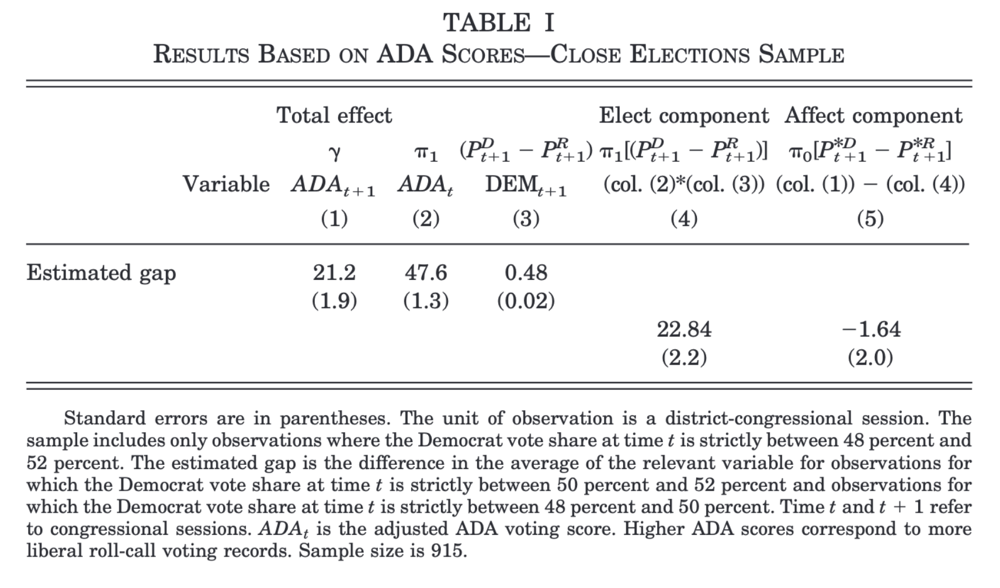 TABLE I
RESULTS BASED ON ADA SCORES—CLOSE ELECTIONS SAMPLE
Total effect Elect component Affect component
γ π₁ (P^D_{t+1} − P^R_{t+1}) π₁[(P^D_{t+1} − P^R_{t+1})] π₀[P^{*D}_{t+1} − P^{*R}_{t+1}]
Variable ADA_{t+1} ADA_t DEM_{t+1} (col. (2)*(col. (3)) (col. (1)) − (col. (4))
(1) (2) (3) (4) (5)
Estimated gap 21.2 47.6 0.48
(1.9) (1.3) (0.02)
22.84 −1.64
(2.2) (2.0)
Standard errors are in parentheses. The unit of observation is a district-congressional session. The
sample includes only observations where the Democrat vote share at time t is strictly between 48 percent and
52 percent. The estimated gap is the difference in the average of the relevant variable for observations for
which the Democrat vote share at time t is strictly between 50 percent and 52 percent and observations for
which the Democrat vote share at time t is strictly between 48 percent and 50 percent. Time t and t + 1 refer
to congressional sessions. ADA_t is the adjusted ADA voting score. Higher ADA scores correspond to more
liberal roll-call voting records. Sample size is 915.